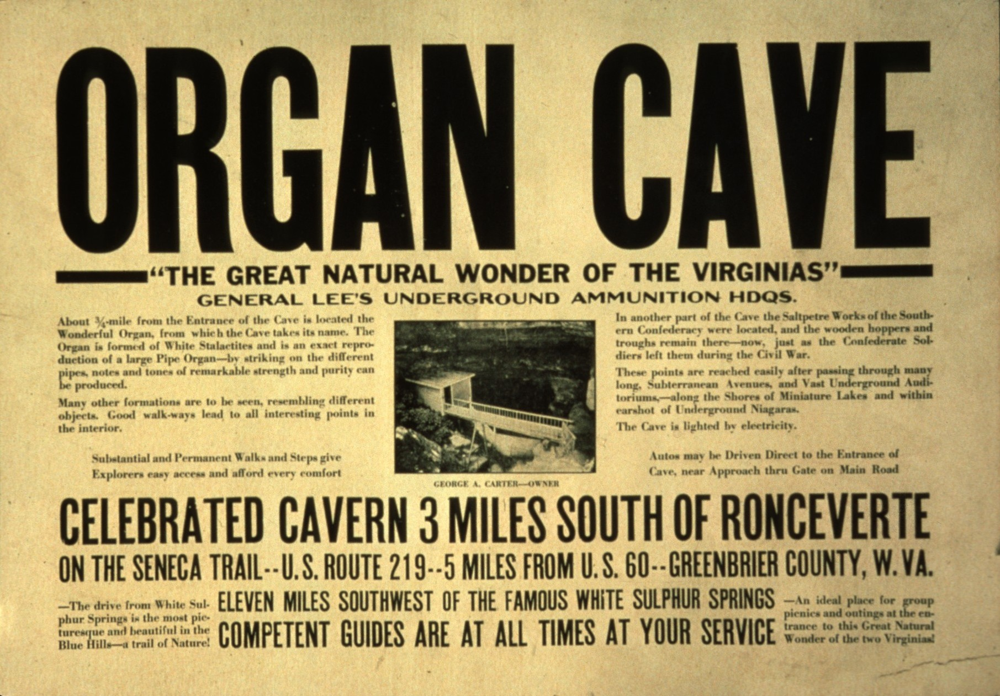 ORGAN CAVE
"THE GREAT NATURAL WONDER OF THE VIRGINIAS"
GENERAL LEE'S UNDERGROUND AMMUNITION HDQS.
About ¾-mile from the Entrance of the Cave is located the
Wonderful Organ, from which the Cave takes its name. The
Organ is formed of White Stalactites and is an exact repro-
duction of a large Pipe Organ—by striking on the different
pipes, notes and tones of remarkable strength and purity can
be produced.
Many other formations are to be seen, resembling different
objects. Good walk-ways lead to all interesting points in
the interior.
Substantial and Permanent Walks and Steps give
Explorers easy access and afford every comfort
GEORGE A. CARTER—OWNER
In another part of the Cave the Saltpetre Works of the South-
ern Confederacy were located, and the wooden hoppers and
troughs remain there—now, just as the Confederate Sol-
diers left them during the Civil War.
These points are reached easily after passing through many
long, Subterranean Avenues, and Vast Underground Audi-
toriums,—along the Shores of Miniature Lakes and within
earshot of Underground Niagaras.
The Cave is lighted by electricity.
Autos may be Driven Direct to the Entrance of
Cave, near Approach thru Gate on Main Road
CELEBRATED CAVERN 3 MILES SOUTH OF RONCEVERTE
ON THE SENECA TRAIL--U.S. ROUTE 219--5 MILES FROM U.S. 60--GREENBRIER COUNTY, W. VA.
—The drive from White Sul-
phur Springs is the most pic-
turesque and beautiful in the
Blue Hills—a trail of Nature!
ELEVEN MILES SOUTHWEST OF THE FAMOUS WHITE SULPHUR SPRINGS
COMPETENT GUIDES ARE AT ALL TIMES AT YOUR SERVICE
—An ideal place for group
picnics and outings at the en-
trance to this Great Natural
Wonder of the two Virginias!